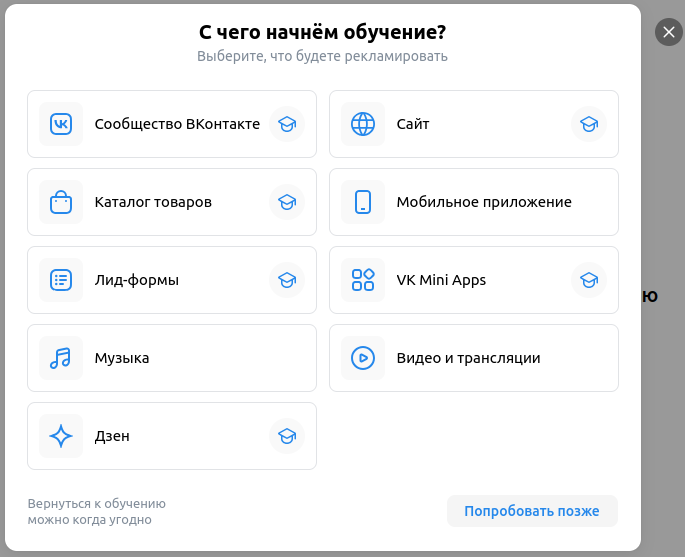 С чего начнём обучение?
Выберите, что будете рекламировать
Сообщество ВКонтакте
Сайт
Каталог товаров
Мобильное приложение
Лид-формы
VK Mini Apps
ю
Музыка
Видео и трансляции
Дзен
Вернуться к обучению
можно когда угодно
Попробовать позже